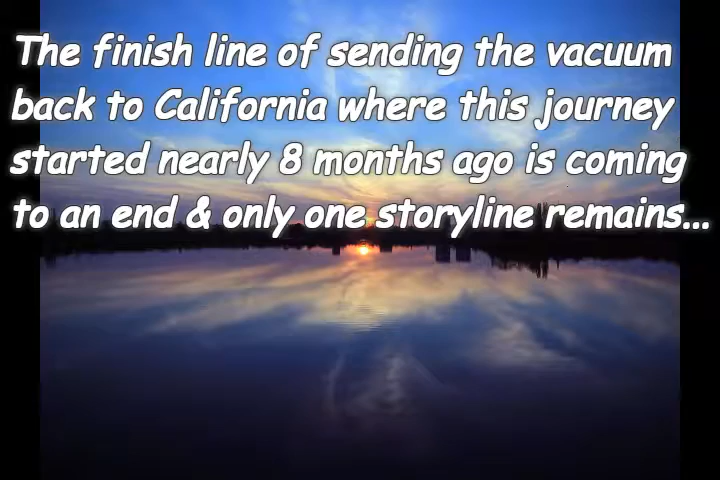 The finish line of sending the vacuum
back to California where this journey
started nearly 8 months ago is coming
to an end & only one storyline remains...